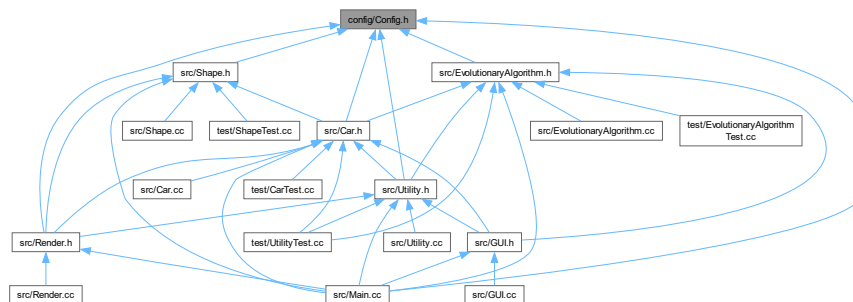 config/Config.h
src/Shape.h
src/EvolutionaryAlgorithm.h
src/Shape.cc
test/ShapeTest.cc
src/Car.h
src/EvolutionaryAlgorithm.cc
test/EvolutionaryAlgorithm
Test.cc
src/Car.cc
test/CarTest.cc
src/Utility.h
src/Render.h
test/UtilityTest.cc
src/Utility.cc
src/GUI.h
src/Render.cc
src/Main.cc
src/GUI.cc